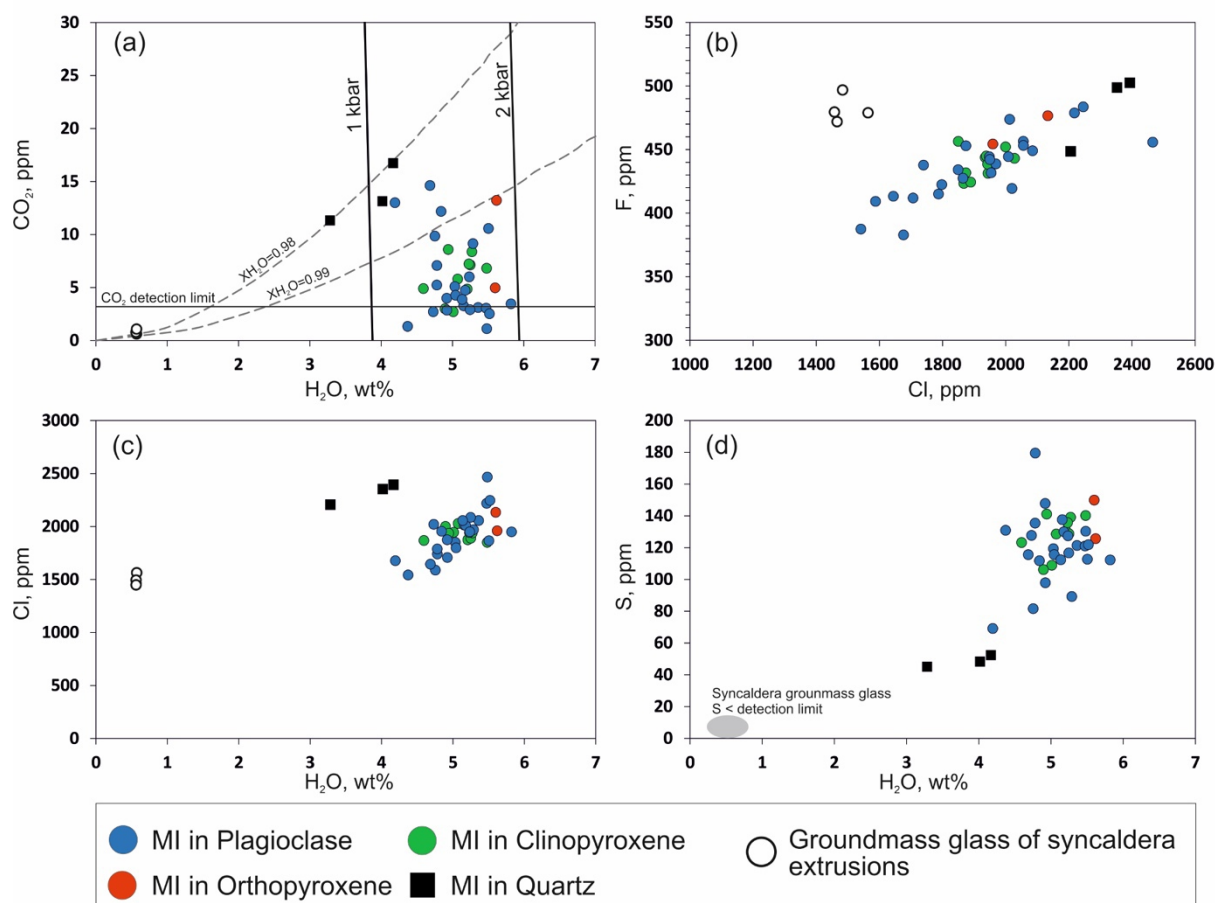 (a)
CO₂, ppm
30
25
20
15
10
5
0
1 kbar
2 kbar
XH₂O=0.98
XH₂O=0.99
CO₂ detection limit
0 1 2 3 4 5 6 7
H₂O, wt%
(b)
F, ppm
550
500
450
400
350
300
1000 1200 1400 1600 1800 2000 2200 2400 2600
Cl, ppm
(c)
Cl, ppm
3000
2500
2000
1500
1000
500
0
0 1 2 3 4 5 6 7
H₂O, wt%
(d)
S, ppm
200
180
160
140
120
100
80
60
40
20
0
Syncaldera grounmass glass
S < detection limit
0 1 2 3 4 5 6 7
H₂O, wt%
MI in Plagioclase
MI in Clinopyroxene
Groundmass glass of syncaldera
extrusions
MI in Orthopyroxene
MI in Quartz